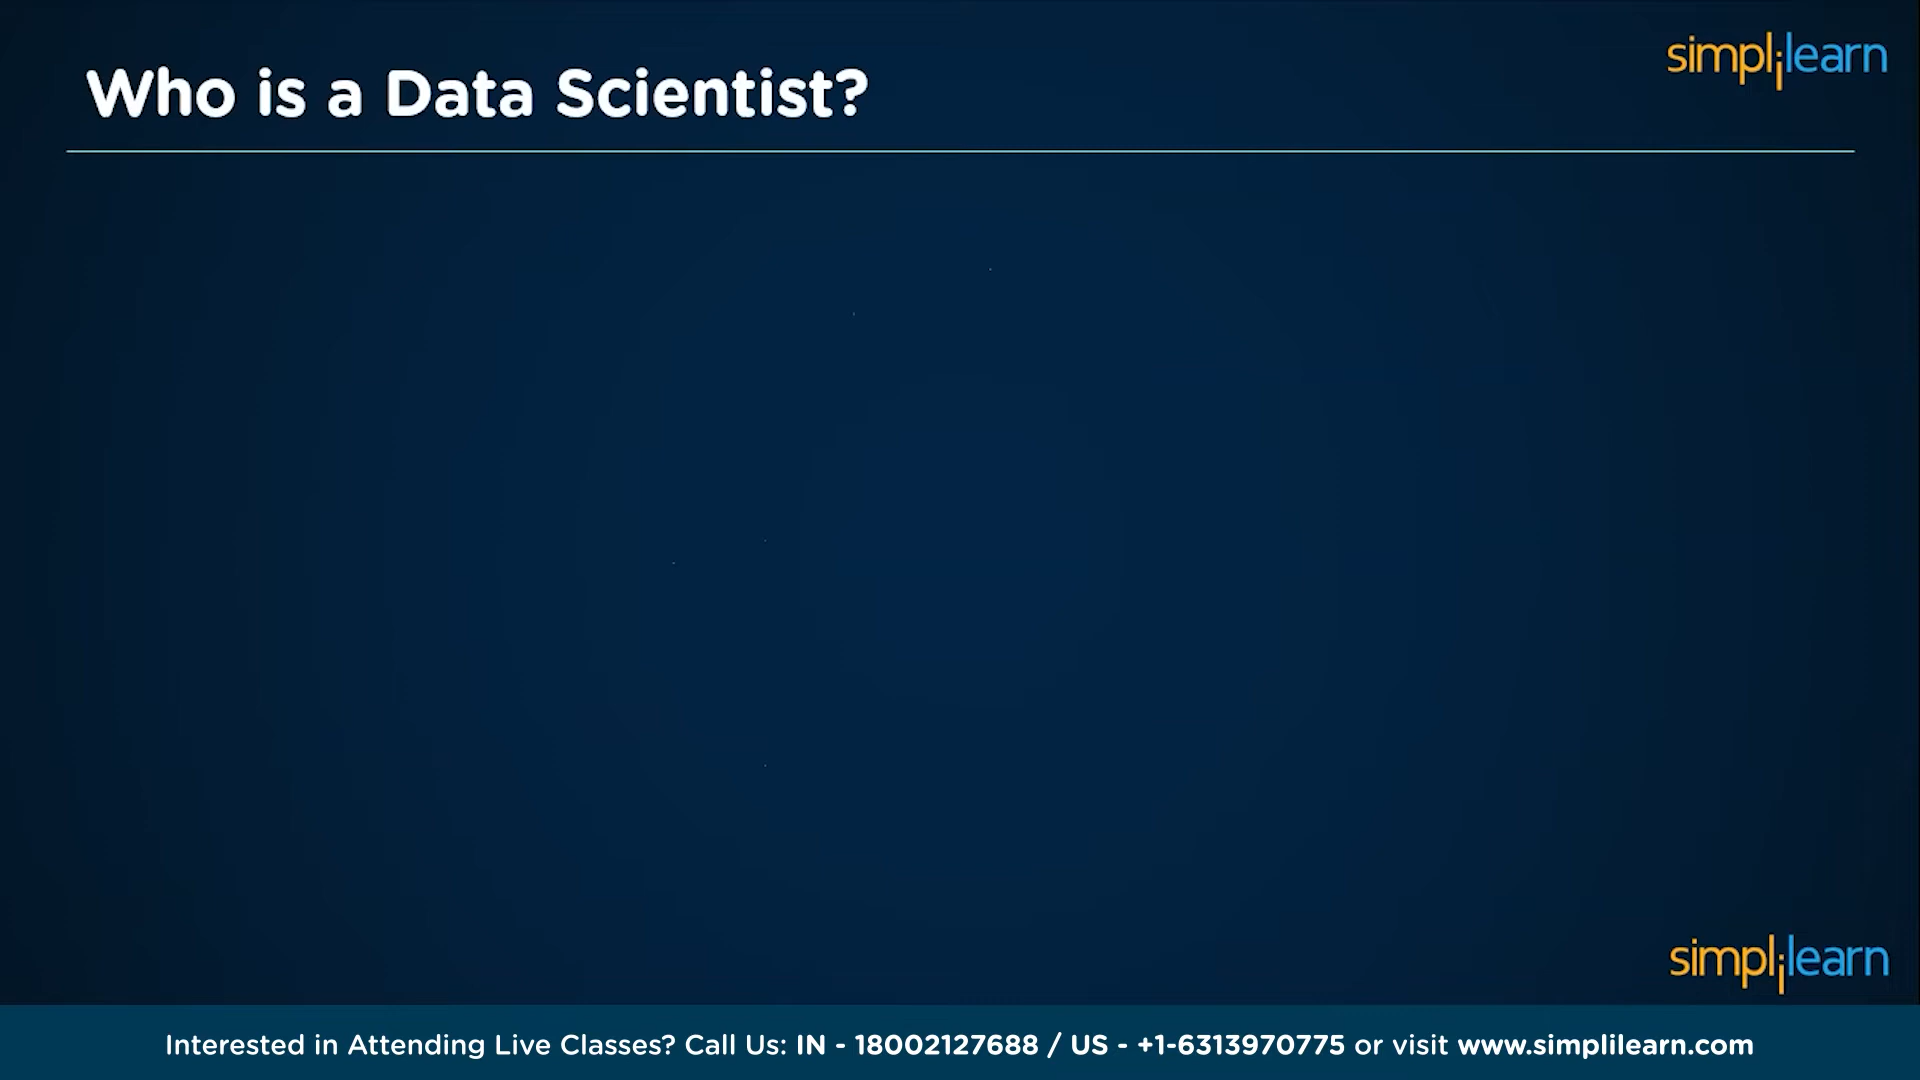 Who is a Data Scientist?
simplilearn
simplilearn
Interested in Attending Live Classes? Call Us: IN - 18002127688 / US - +1-6313970775 or visit www.simplilearn.com